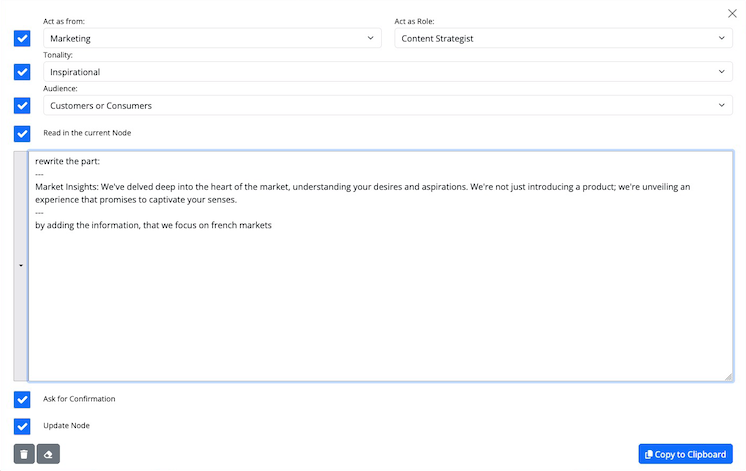 Act as from:
Act as Role:
Marketing
Content Strategist
Tonality:
Inspirational
Audience:
Customers or Consumers
Read in the current Node
rewrite the part:
---
Market Insights: We've delved deep into the heart of the market, understanding your desires and aspirations. We're not just introducing a product; we're unveiling an
experience that promises to captivate your senses.
---
by adding the information, that we focus on french markets
Ask for Confirmation
Update Node
Copy to Clipboard